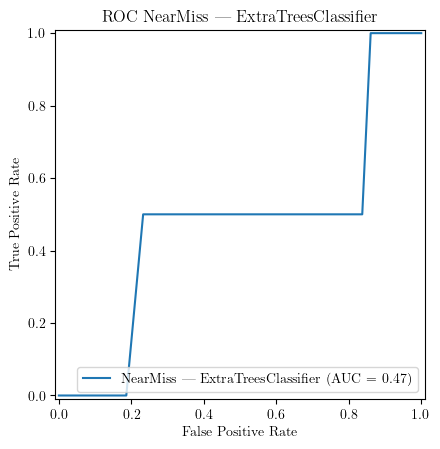 ROC NearMiss — ExtraTreesClassifier
1.0
0.8
0.6
0.4
0.2
0.0
True Positive Rate
NearMiss — ExtraTreesClassifier (AUC = 0.47)
0.0 0.2 0.4 0.6 0.8 1.0
False Positive Rate